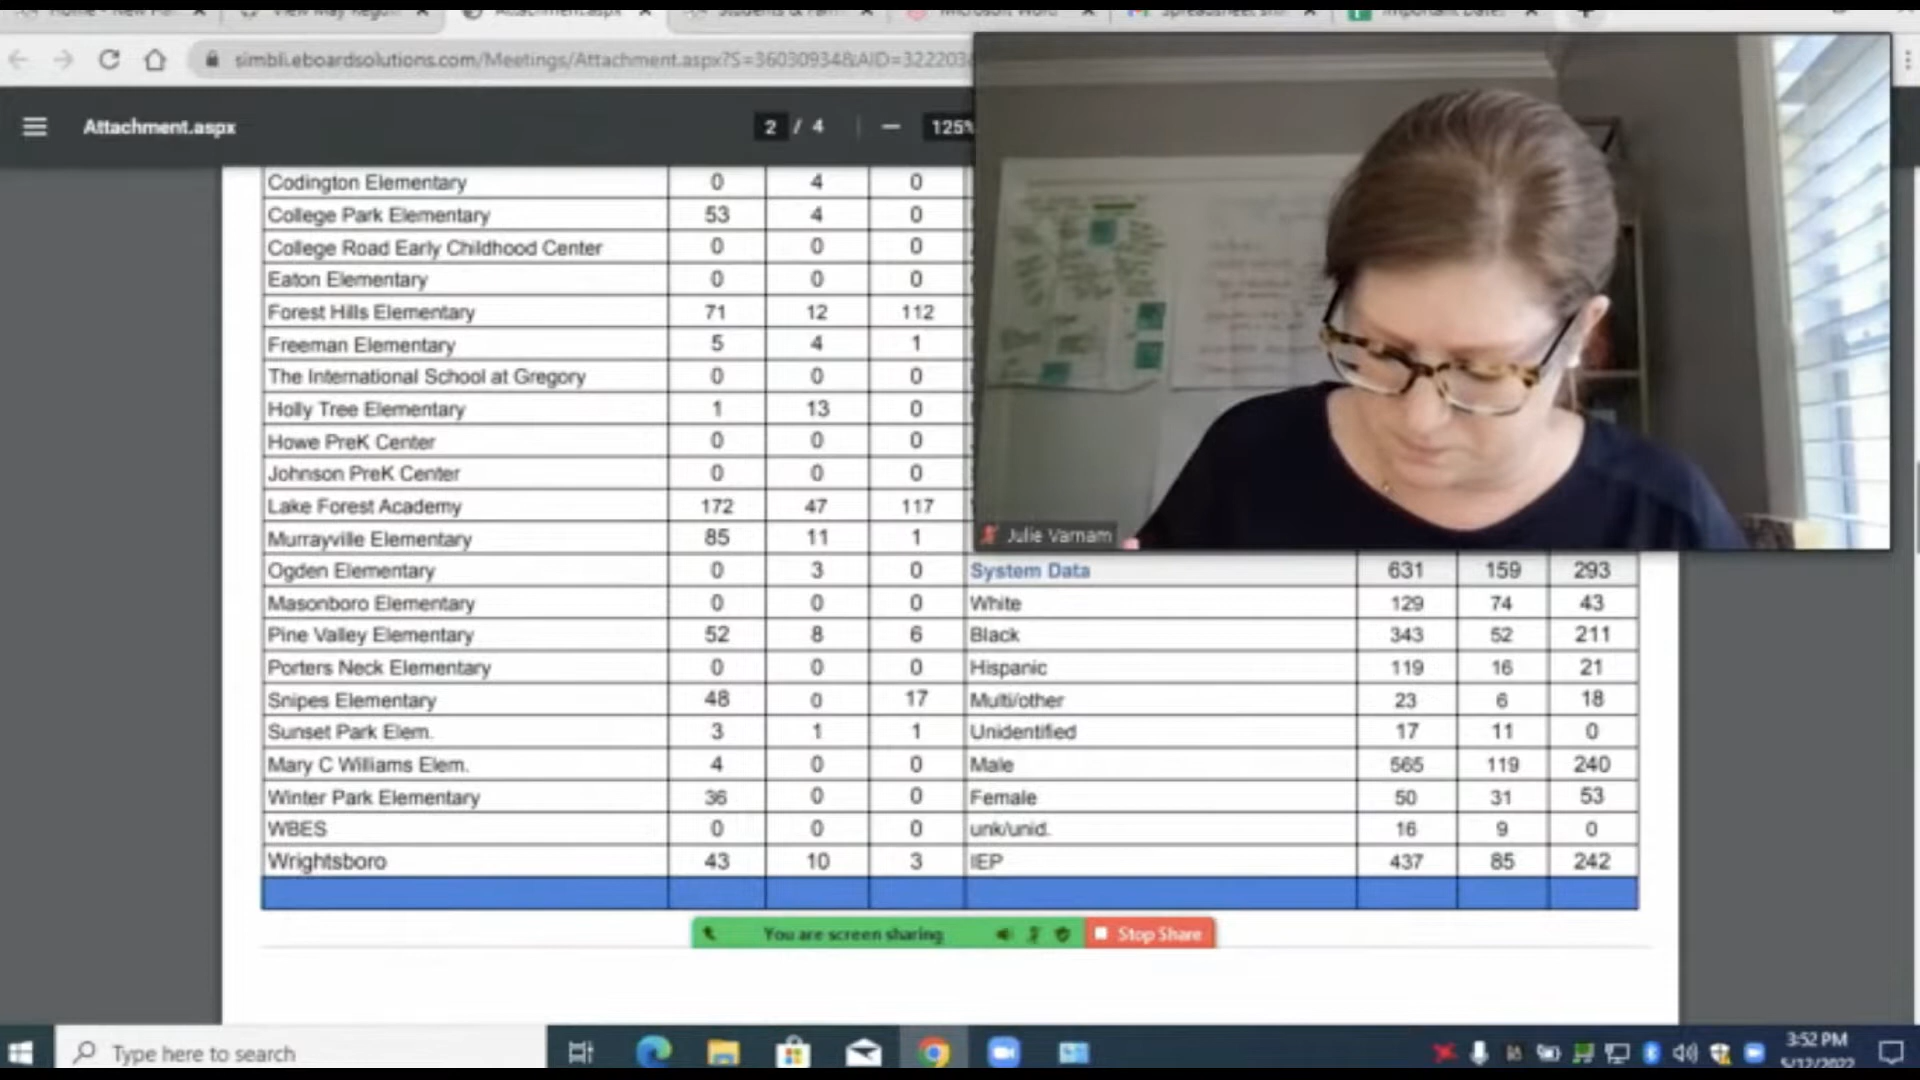 simbli.eboardsolutions.com/Meetings/Attachment.aspx?S=36030934&AID=322203
Attachment.aspx
2 / 4
125%
Codington Elementary 0 4 0
College Park Elementary 53 4 0
College Road Early Childhood Center 0 0 0
Eaton Elementary 0 0 0
Forest Hills Elementary 71 12 112
Freeman Elementary 5 4 1
The International School at Gregory 0 0 0
Holly Tree Elementary 1 13 0
Howe PreK Center 0 0 0
Johnson PreK Center 0 0 0
Lake Forest Academy 172 47 117
Murrayville Elementary 85 11 1
Julie Varnam
Ogden Elementary 0 3 0 System Data 631 159 293
Masonboro Elementary 0 0 0 White 129 74 43
Pine Valley Elementary 52 8 6 Black 343 52 211
Porters Neck Elementary 0 0 0 Hispanic 119 16 21
Snipes Elementary 48 0 17 Multi/other 23 6 18
Sunset Park Elem. 3 1 1 Unidentified 17 11 0
Mary C Williams Elem. 4 0 0 Male 565 119 240
Winter Park Elementary 36 0 0 Female 50 31 53
WBES 0 0 0 unk/unid. 16 9 0
Wrightsboro 43 10 3 IEP 437 85 242
You are screen sharing Stop Share
Type here to search
3:52 PM
5/12/2022